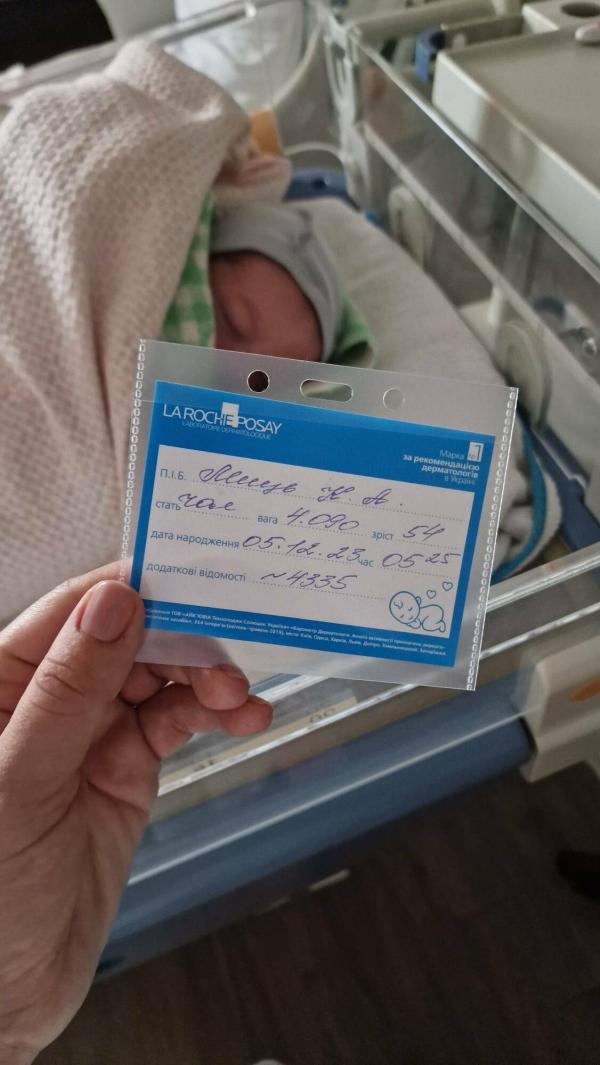 LA ROCHE POSAY
LABORATOIRE DERMATOLOGIQUE
Марка №1
за рекомендацією
дерматологів
в Україні
П.І.Б. Н. А.
стать чол вага 4.090 зріст 54
дата народження 05.12.23 час 05 25
додаткові відомості N 4335